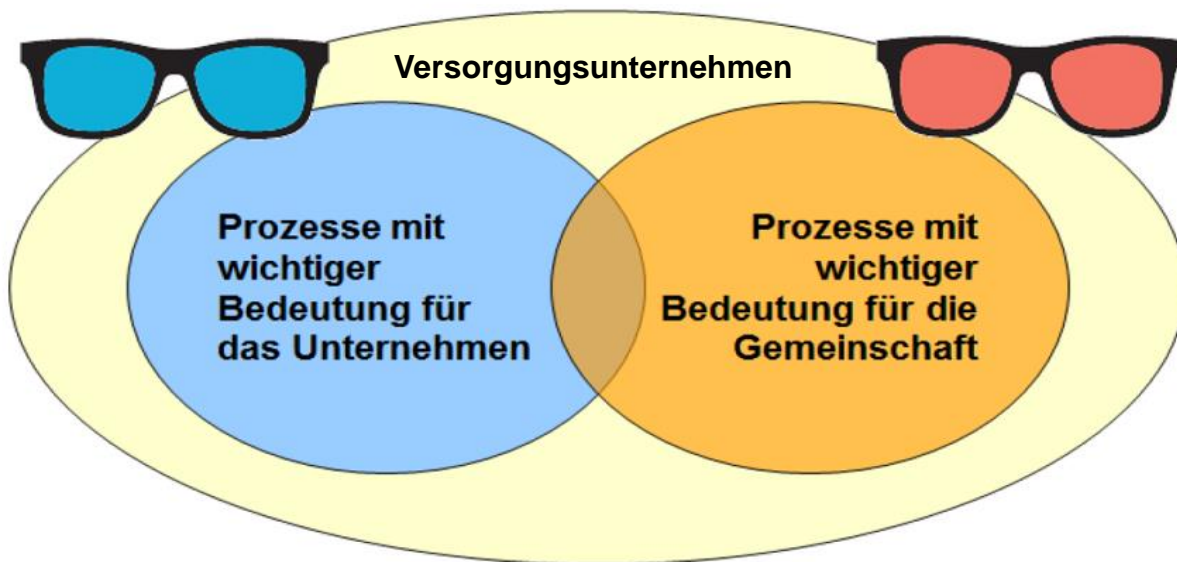 Versorgungsunternehmen
Prozesse mit
wichtiger
Bedeutung für
das Unternehmen
Prozesse mit
wichtiger
Bedeutung für die
Gemeinschaft